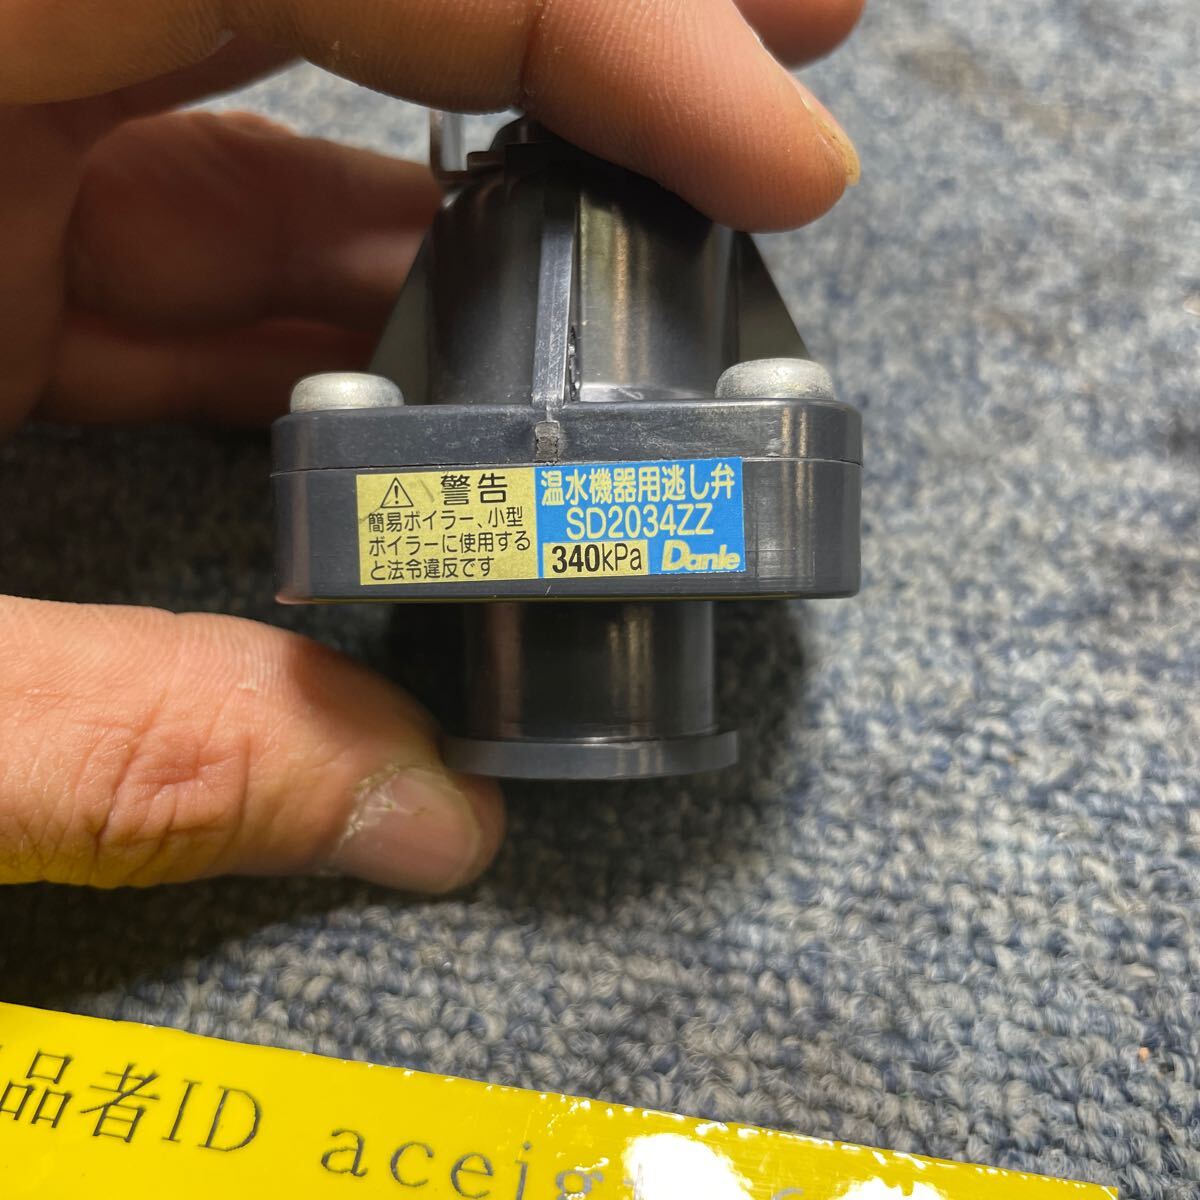 警告
簡易ボイラー、小型
ボイラーに使用する
と法令違反です
温水機器用逃し弁
SD2034ZZ
340kPa Danle
品者ID